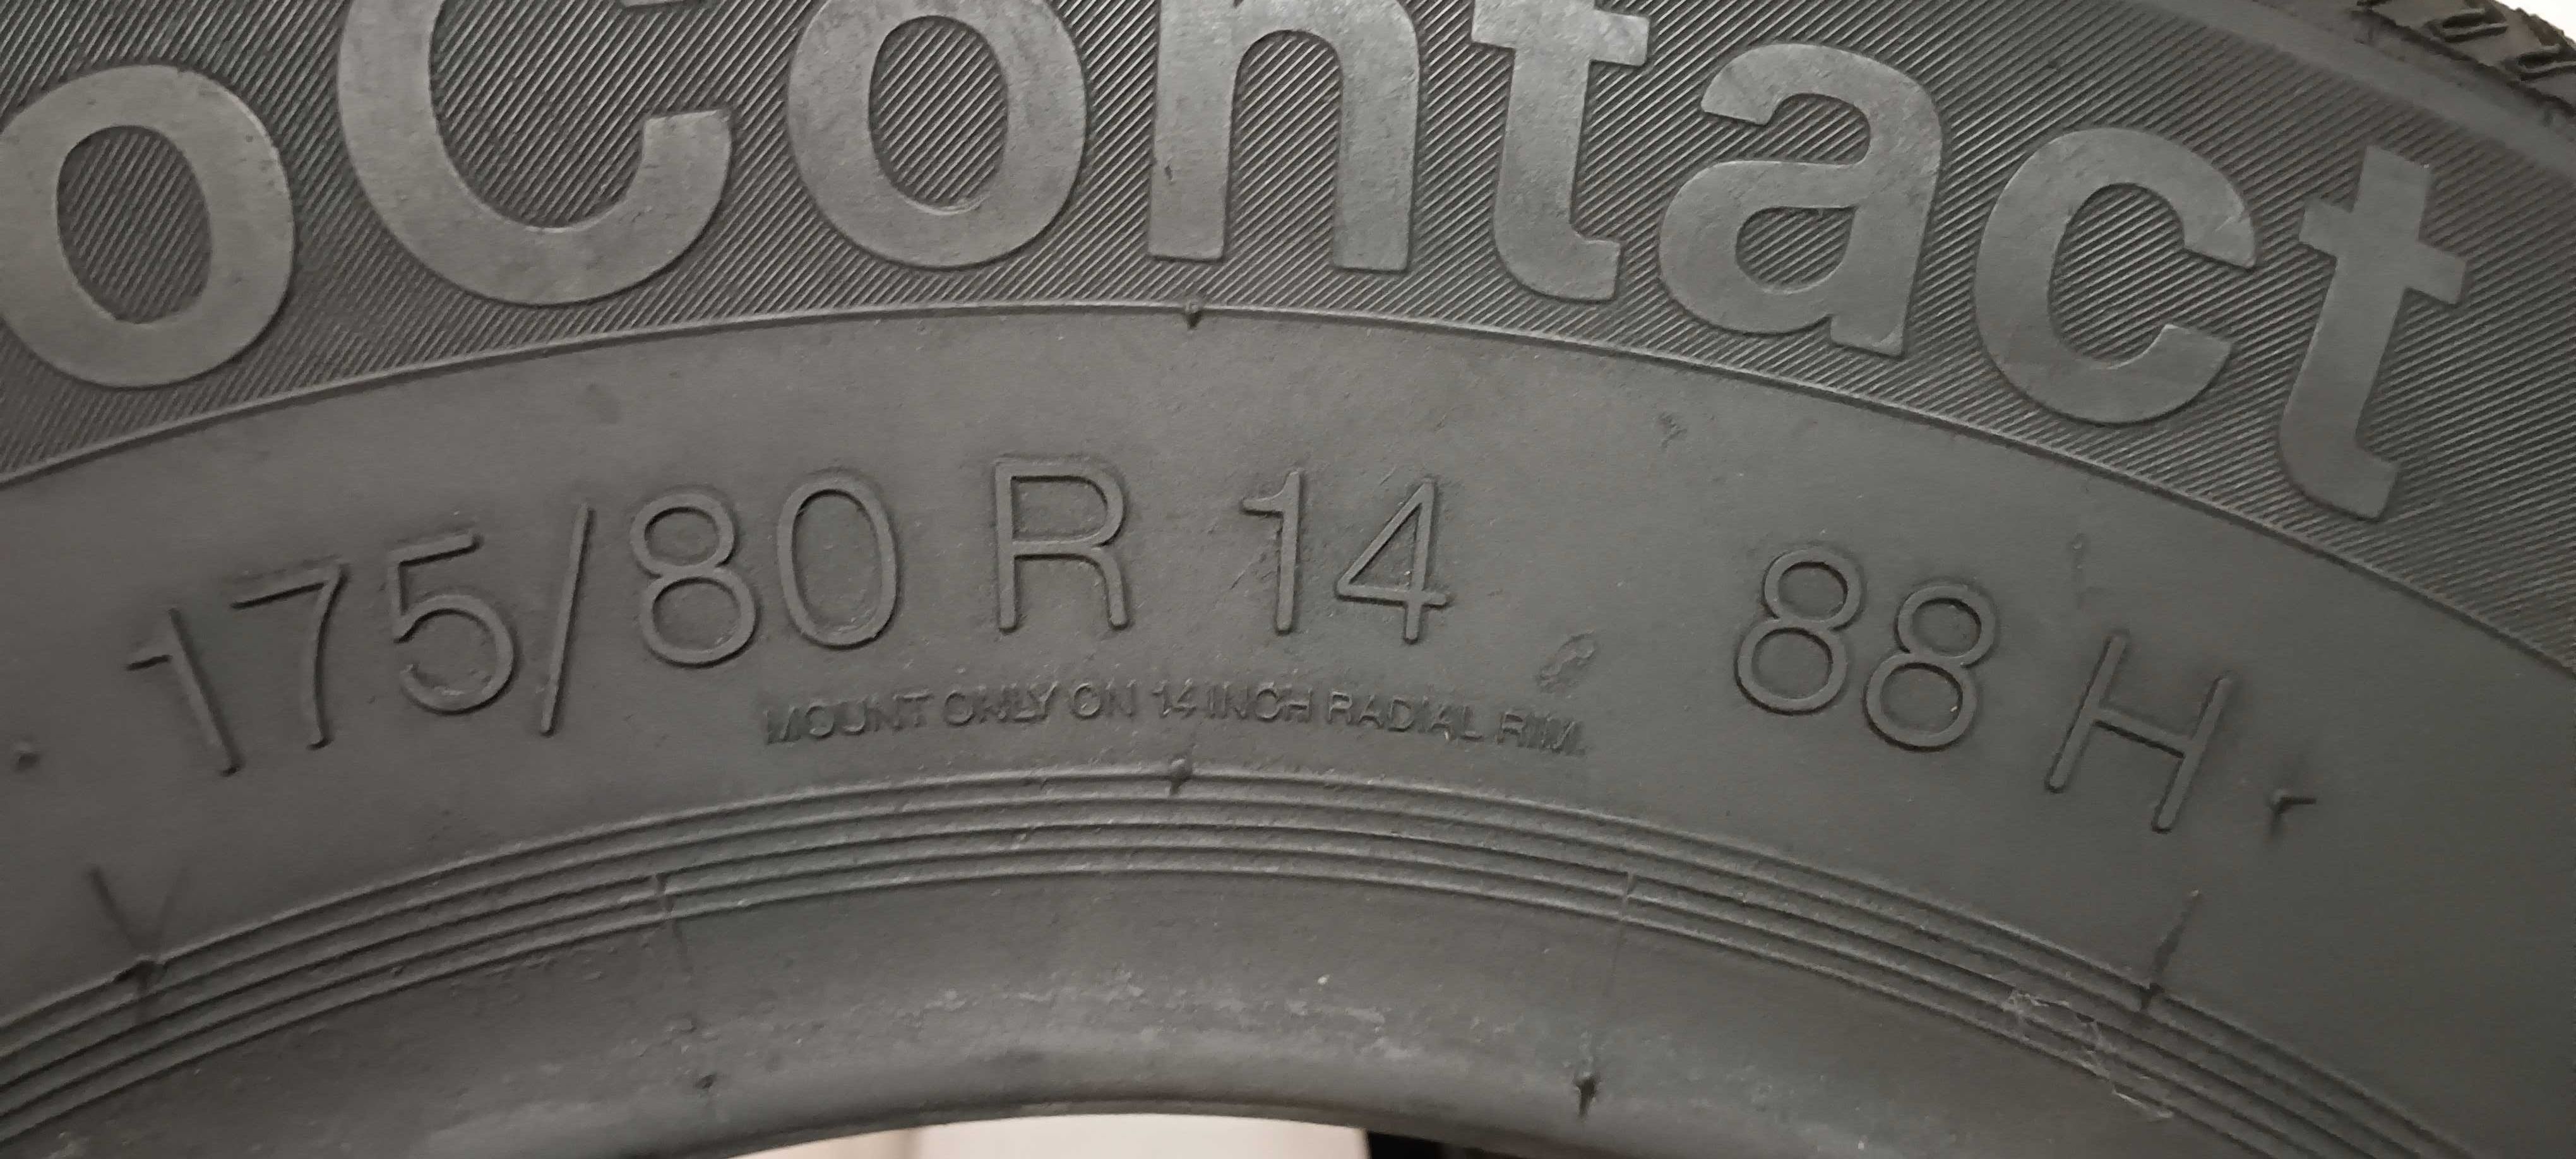 oContact
175/80 R 14 88 H
MOUNT ONLY ON 14 INCH RADIAL RIM.